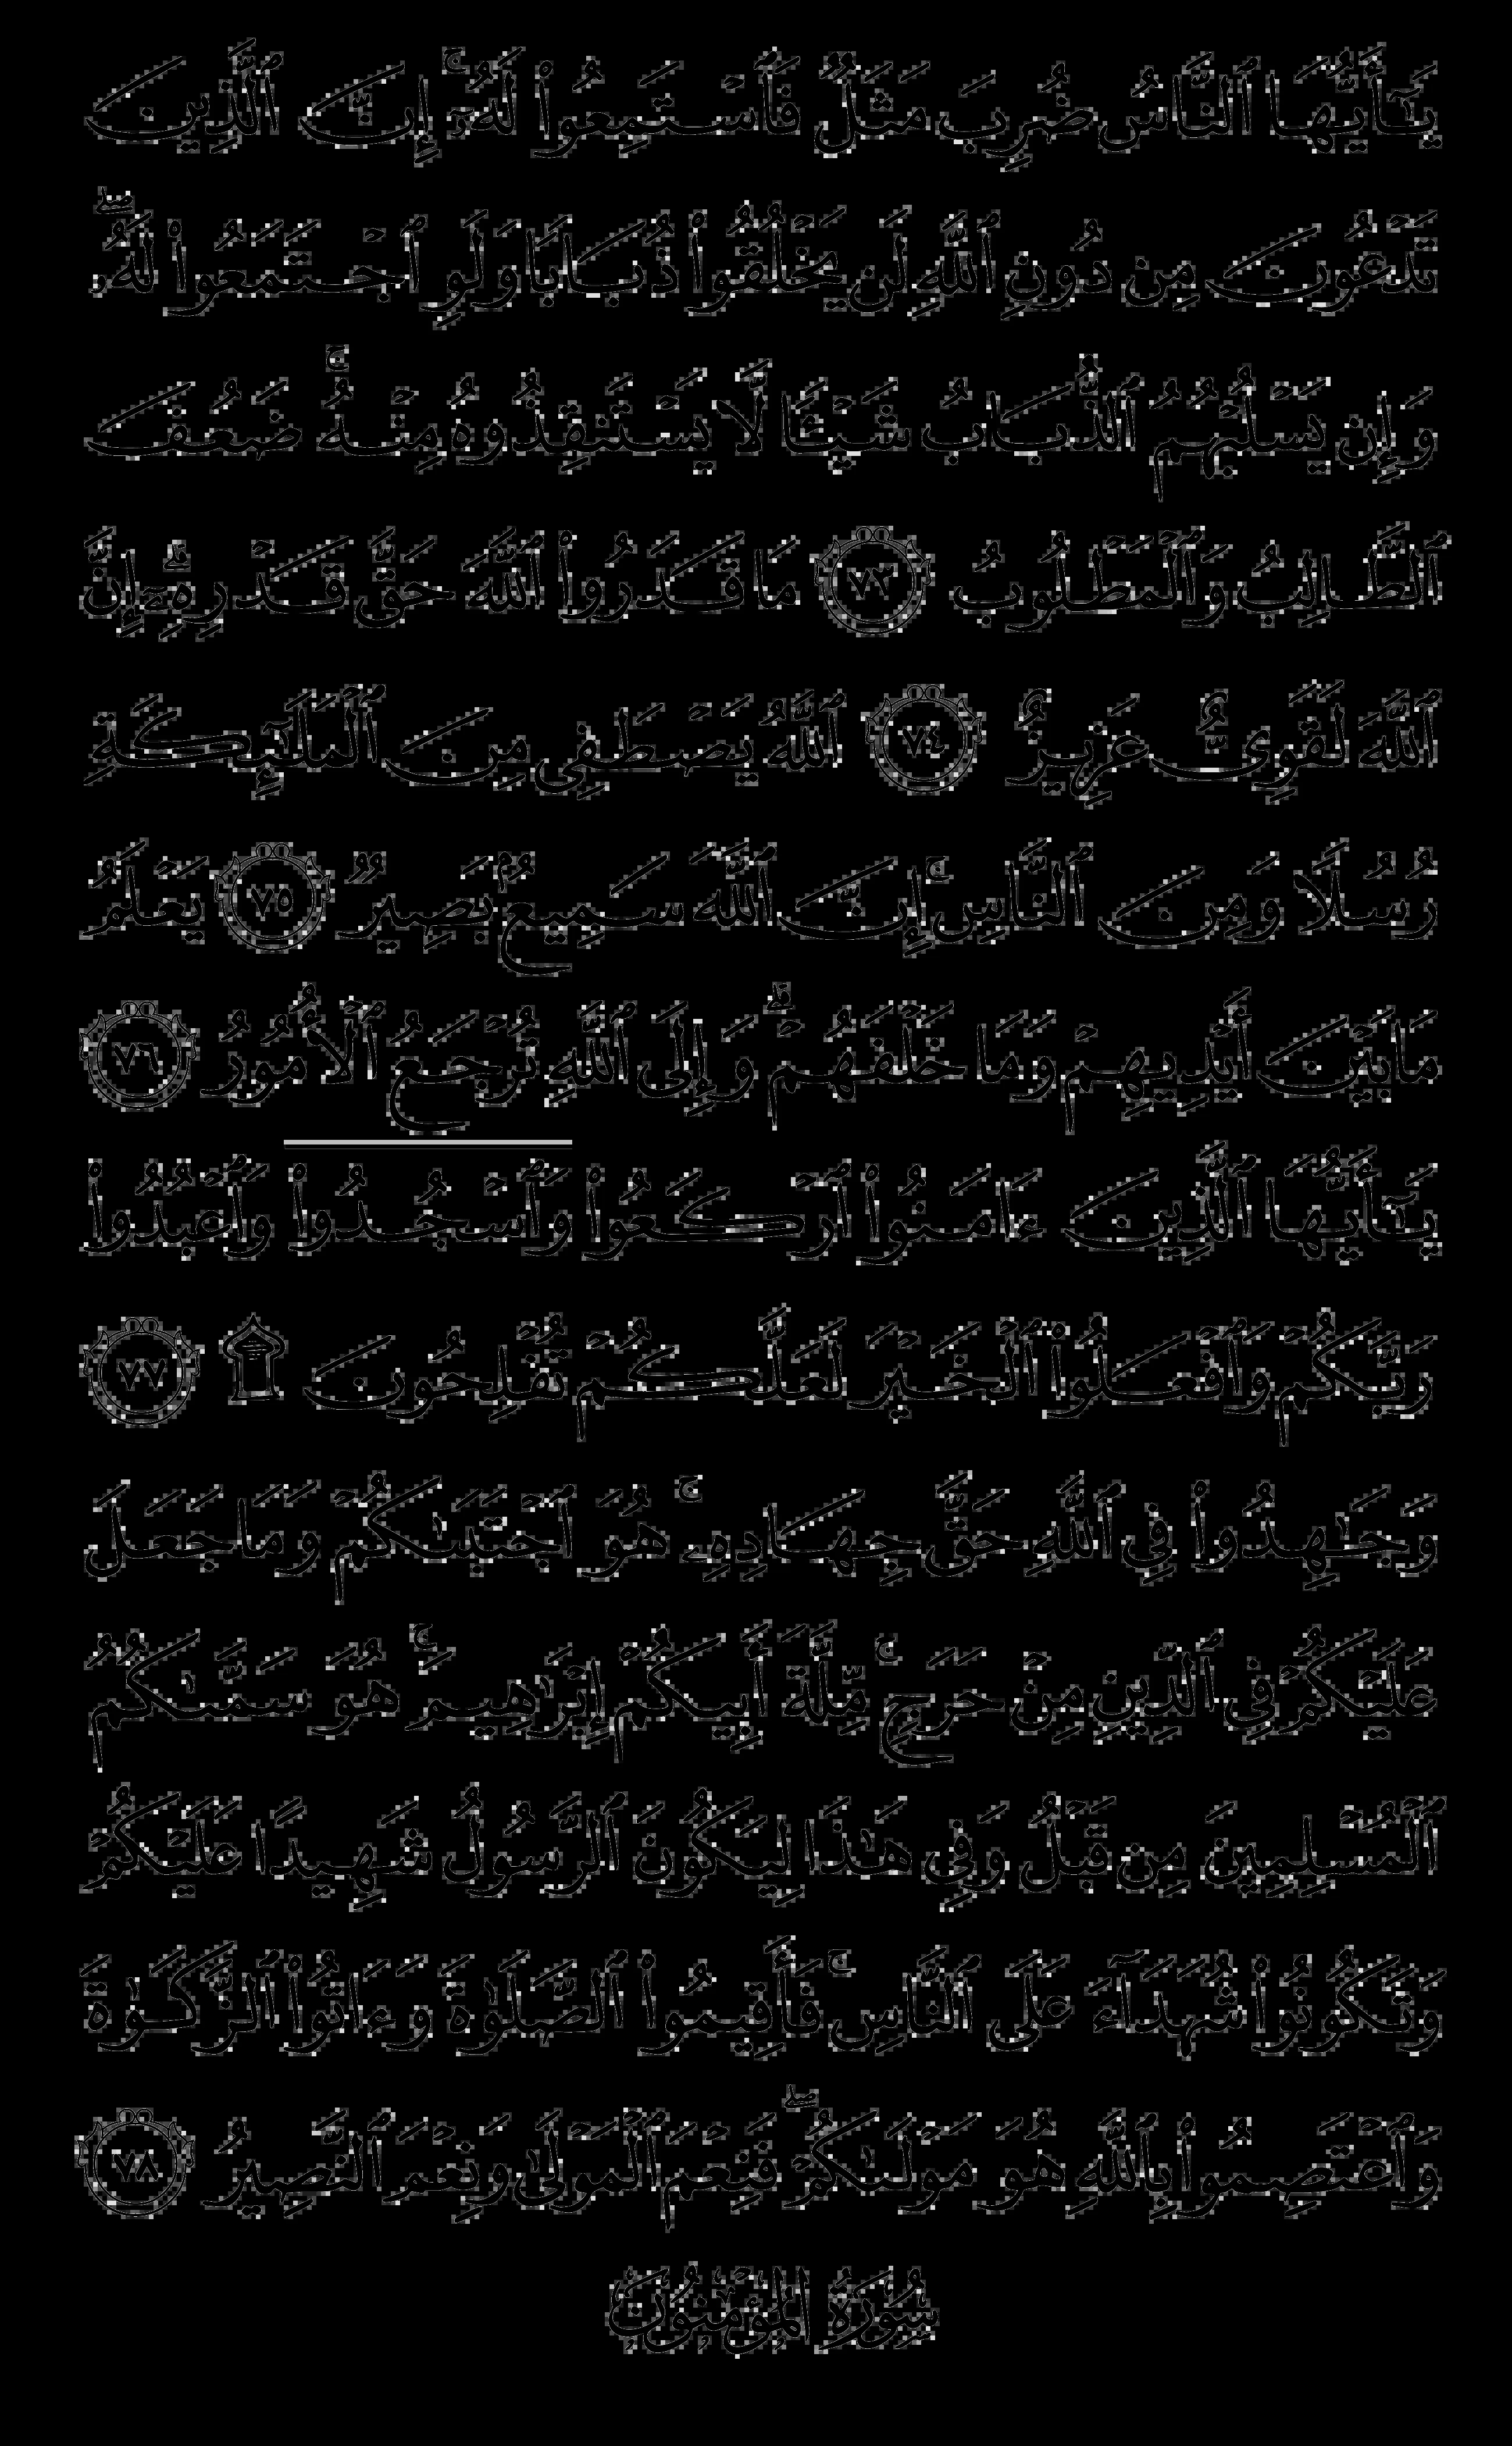 يَـٰٓأَيُّهَا ٱلنَّاسُ ضُرِبَ مَثَلٌ فَٱسْتَمِعُوا۟ لَهُۥٓ ۚ إِنَّ ٱلَّذِينَ
تَدْعُونَ مِن دُونِ ٱللَّهِ لَن يَخْلُقُوا۟ ذُبَابًا وَلَوِ ٱجْتَمَعُوا۟ لَهُۥ ۖ
وَإِن يَسْلُبْهُمُ ٱلذُّبَابُ شَيْـًٔا لَّا يَسْتَنقِذُوهُ مِنْهُ ۚ ضَعُفَ
ٱلطَّالِبُ وَٱلْمَطْلُوبُ ٧٣ مَا قَدَرُوا۟ ٱللَّهَ حَقَّ قَدْرِهِۦٓ ۗ إِنَّ
ٱللَّهَ لَقَوِىٌّ عَزِيزٌ ٧٤ ٱللَّهُ يَصْطَفِى مِنَ ٱلْمَلَـٰٓئِكَةِ
رُسُلًا وَمِنَ ٱلنَّاسِ ۚ إِنَّ ٱللَّهَ سَمِيعٌۢ بَصِيرٌ ٧٥ يَعْلَمُ
مَا بَيْنَ أَيْدِيهِمْ وَمَا خَلْفَهُمْ ۗ وَإِلَى ٱللَّهِ تُرْجَعُ ٱلْأُمُورُ ٧٦
يَـٰٓأَيُّهَا ٱلَّذِينَ ءَامَنُوا۟ ٱرْكَعُوا۟ وَٱسْجُدُوا۟ وَٱعْبُدُوا۟
رَبَّكُمْ وَٱفْعَلُوا۟ ٱلْخَيْرَ لَعَلَّكُمْ تُفْلِحُونَ ۩ ٧٧
وَجَـٰهِدُوا۟ فِى ٱللَّهِ حَقَّ جِهَادِهِۦ ۚ هُوَ ٱجْتَبَىٰكُمْ وَمَا جَعَلَ
عَلَيْكُمْ فِى ٱلدِّينِ مِنْ حَرَجٍ ۚ مِّلَّةَ أَبِيكُمْ إِبْرَٰهِيمَ ۚ هُوَ سَمَّىٰكُمُ
ٱلْمُسْلِمِينَ مِن قَبْلُ وَفِى هَـٰذَا لِيَكُونَ ٱلرَّسُولُ شَهِيدًا عَلَيْكُمْ
وَتَكُونُوا۟ شُهَدَآءَ عَلَى ٱلنَّاسِ ۚ فَأَقِيمُوا۟ ٱلصَّلَوٰةَ وَءَاتُوا۟ ٱلزَّكَوٰةَ
وَٱعْتَصِمُوا۟ بِٱللَّهِ هُوَ مَوْلَىٰكُمْ ۖ فَنِعْمَ ٱلْمَوْلَىٰ وَنِعْمَ ٱلنَّصِيرُ ٧٨
سُورَةُ المُؤْمِنُونَ